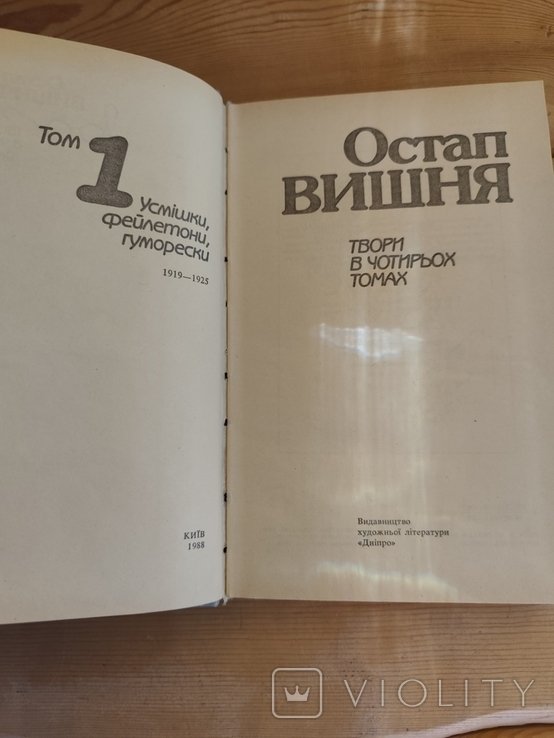 Том
1
Усмішки,
фейлетони,
гуморески
1919—1925
КИЇВ
1988
Остап
ВИШНЯ
ТВОРИ
В ЧОТИРЬОХ
ТОМАХ
Видавництво
художньої літератури
«Дніпро»
VIOLITY